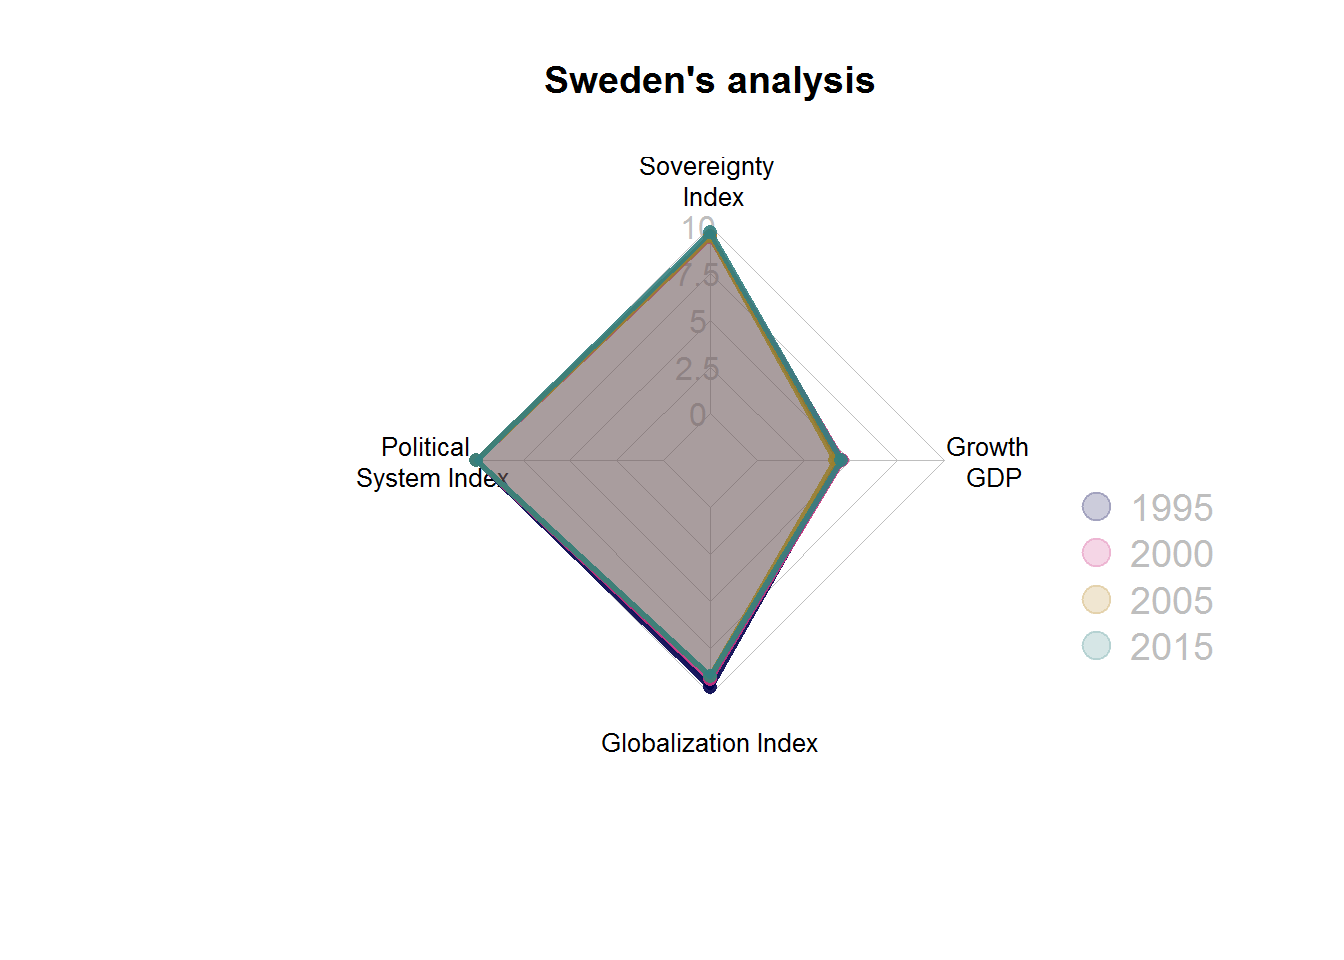 Sweden's analysis
Sovereignty
Index
10
7.5
5
2.5
0
Political
System Index
Growth
GDP
Globalization Index
1995
2000
2005
2015